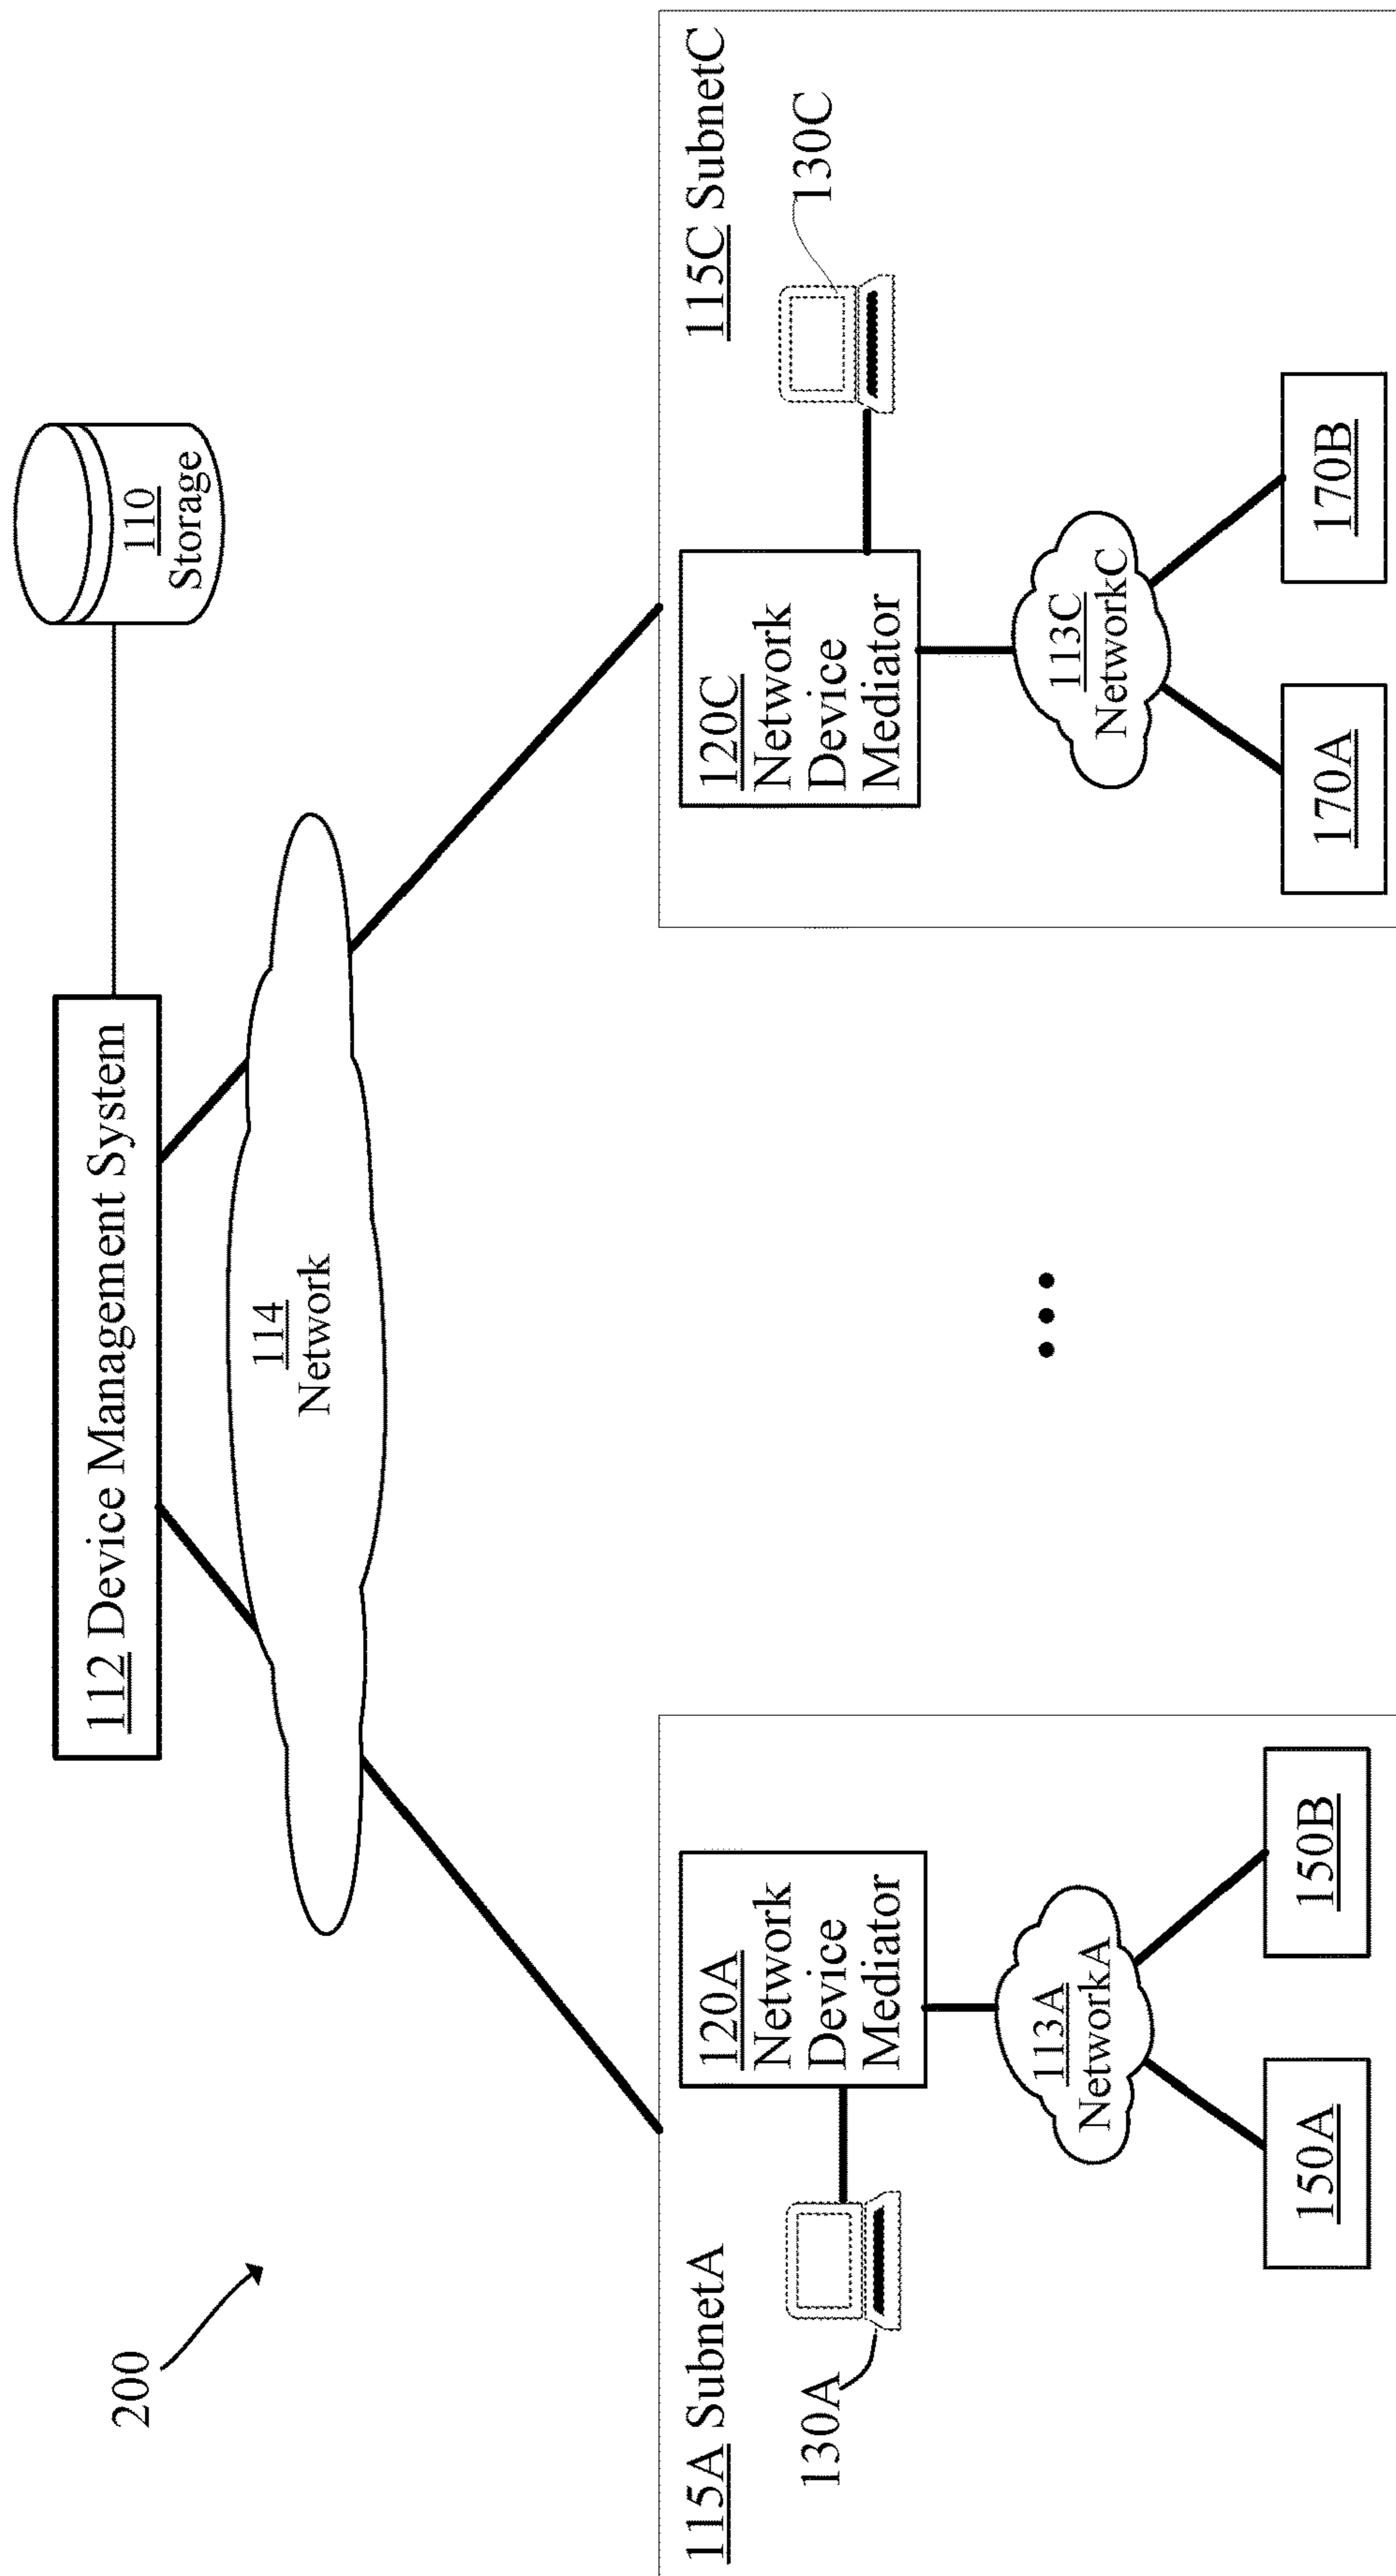 200
112 Device Management System
110
Storage
114
Network
115A SubnetA
130A
120A
Network
Device
Mediator
113A
NetworkA
150A
150B
115C SubnetC
130C
120C
Network
Device
Mediator
113C
NetworkC
170A
170B